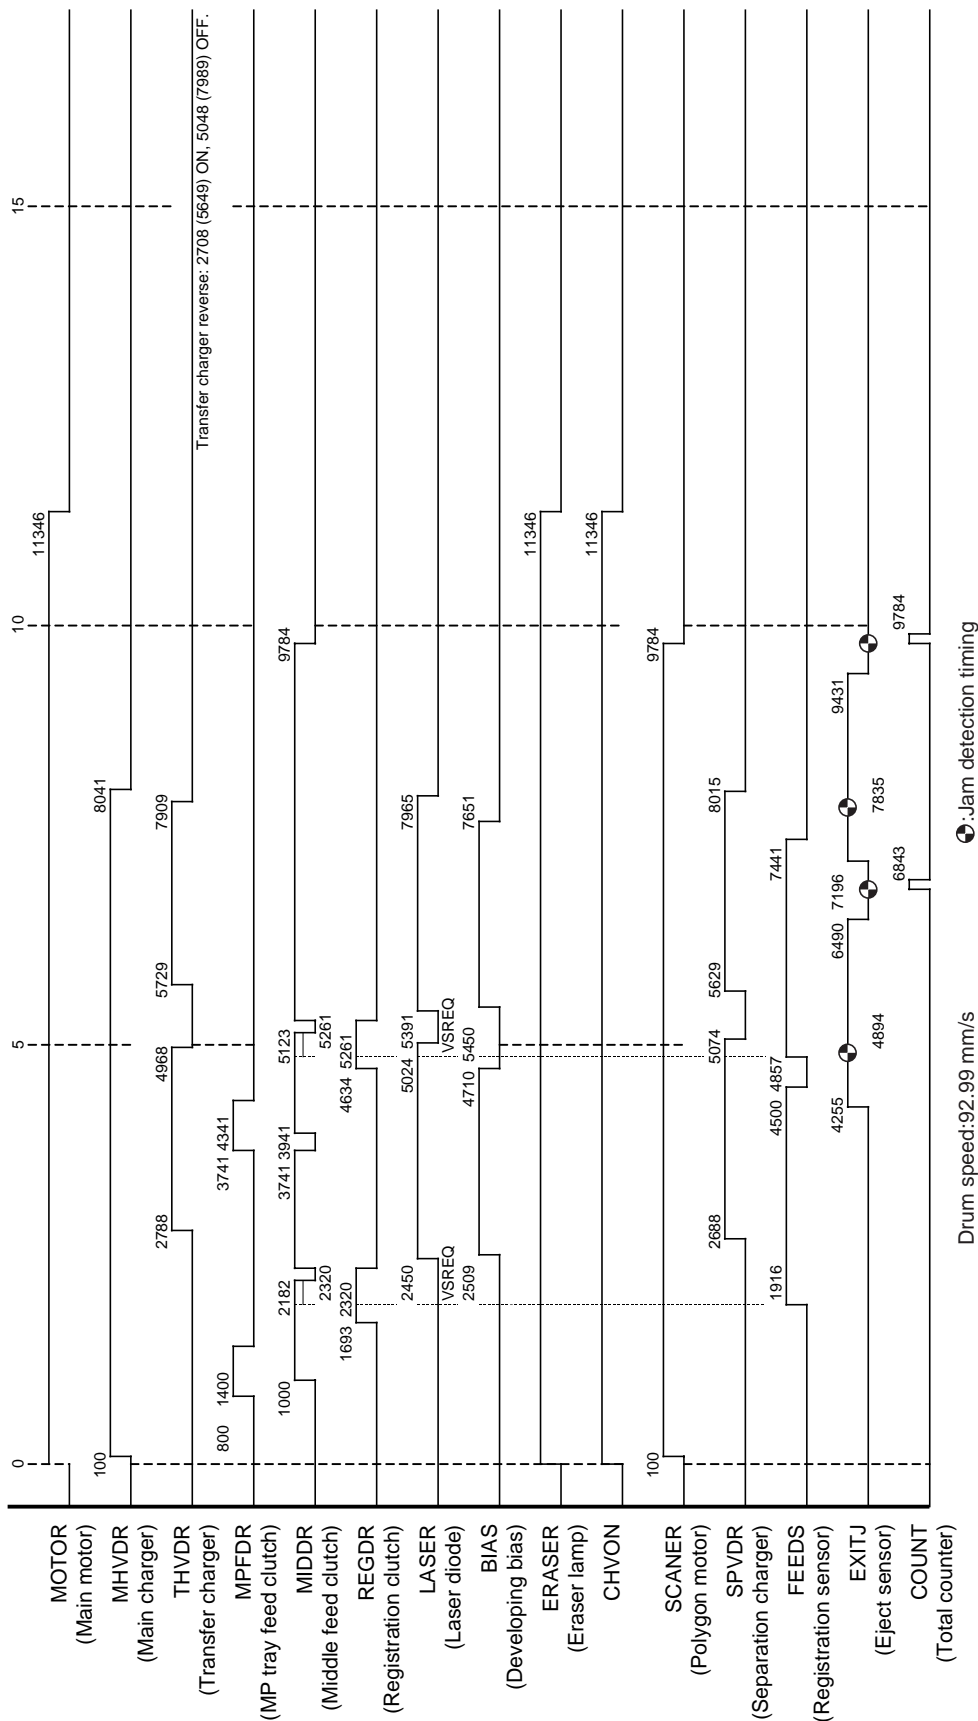 0
5
10
15
MOTOR
(Main motor)
11346
MHVDR
(Main charger)
100
8041
THVDR
(Transfer charger)
2788
4968
5729
7909
Transfer charger reverse: 2708 (5649) ON, 5048 (7989) OFF.
MPFDR
(MP tray feed clutch)
800
1400
3741 4341
MIDDR
(Middle feed clutch)
1000
2182
2320
3741 3941
5123
5261
9784
REGDR
(Registration clutch)
1693 2320
4634 5261
LASER
(Laser diode)
2450
5024 5391
7965
VSREQ
VSREQ
BIAS
(Developing bias)
2509
4710 5450
7651
ERASER
(Eraser lamp)
11346
CHVON
11346
SCANER
(Polygon motor)
100
9784
SPVDR
(Separation charger)
2688
5074
5629
8015
FEEDS
(Registration sensor)
1916
4500 4857
7441
EXITJ
(Eject sensor)
4255
4894
6490 7196
7835
9431
COUNT
(Total counter)
6843
9784
Drum speed:92.99 mm/s
:Jam detection timing